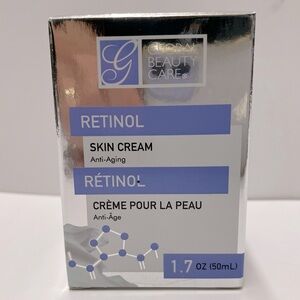 G
GLOBAL
BEAUTY
CARE®
RETINOL
SKIN CREAM
Anti-Aging
RÉTINOL
CRÈME POUR LA PEAU
Anti-Âge
1.7 OZ (50mL)